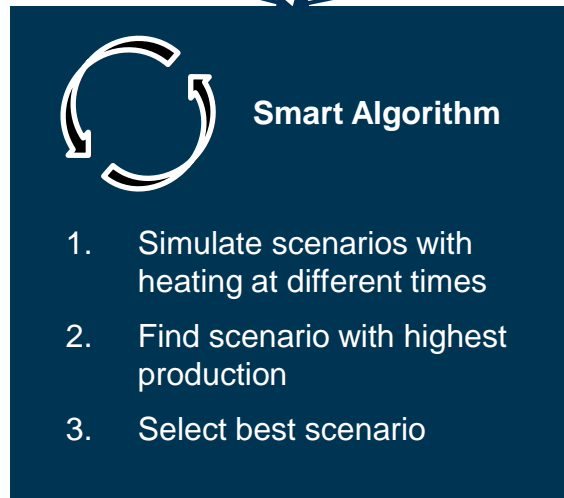 Smart Algorithm
1. Simulate scenarios with
heating at different times
2. Find scenario with highest
production
3. Select best scenario